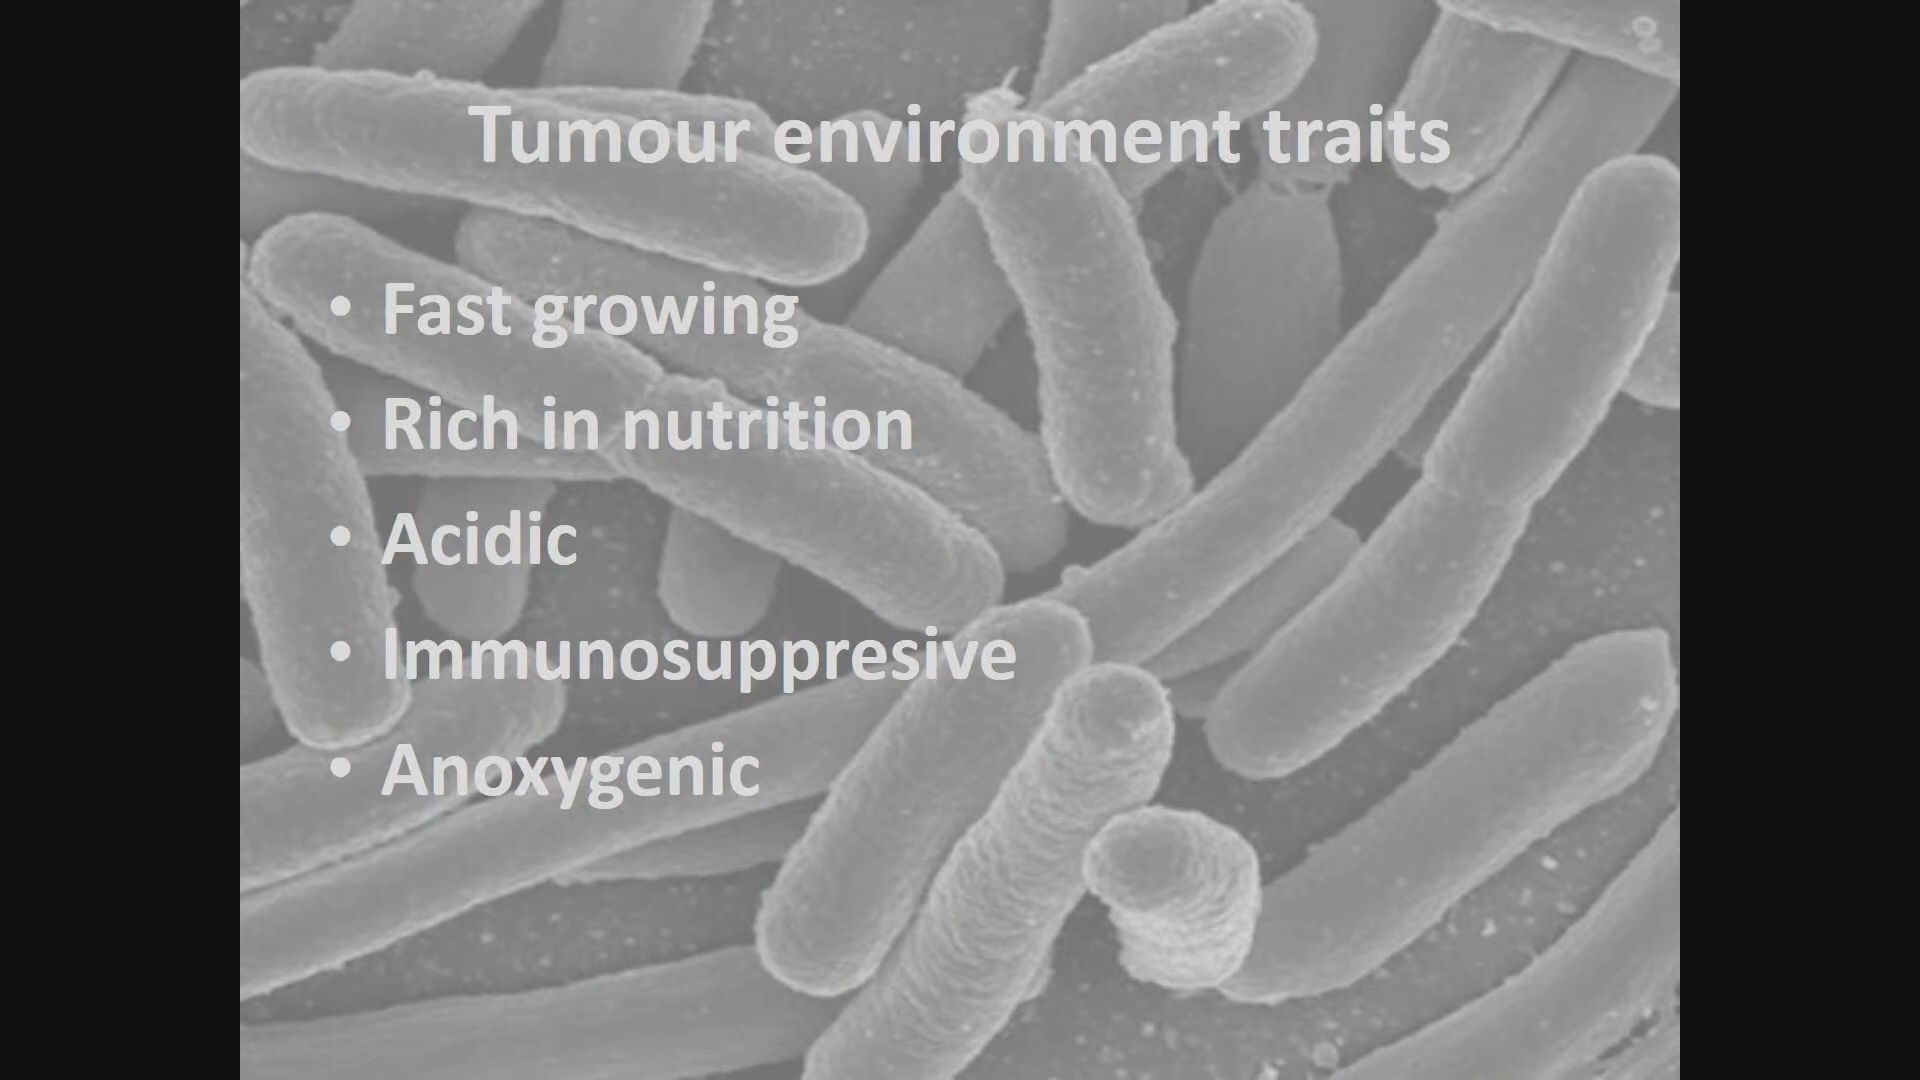 Tumour environment traits
• Fast growing
• Rich in nutrition
• Acidic
• Immunosuppresive
• Anoxygenic